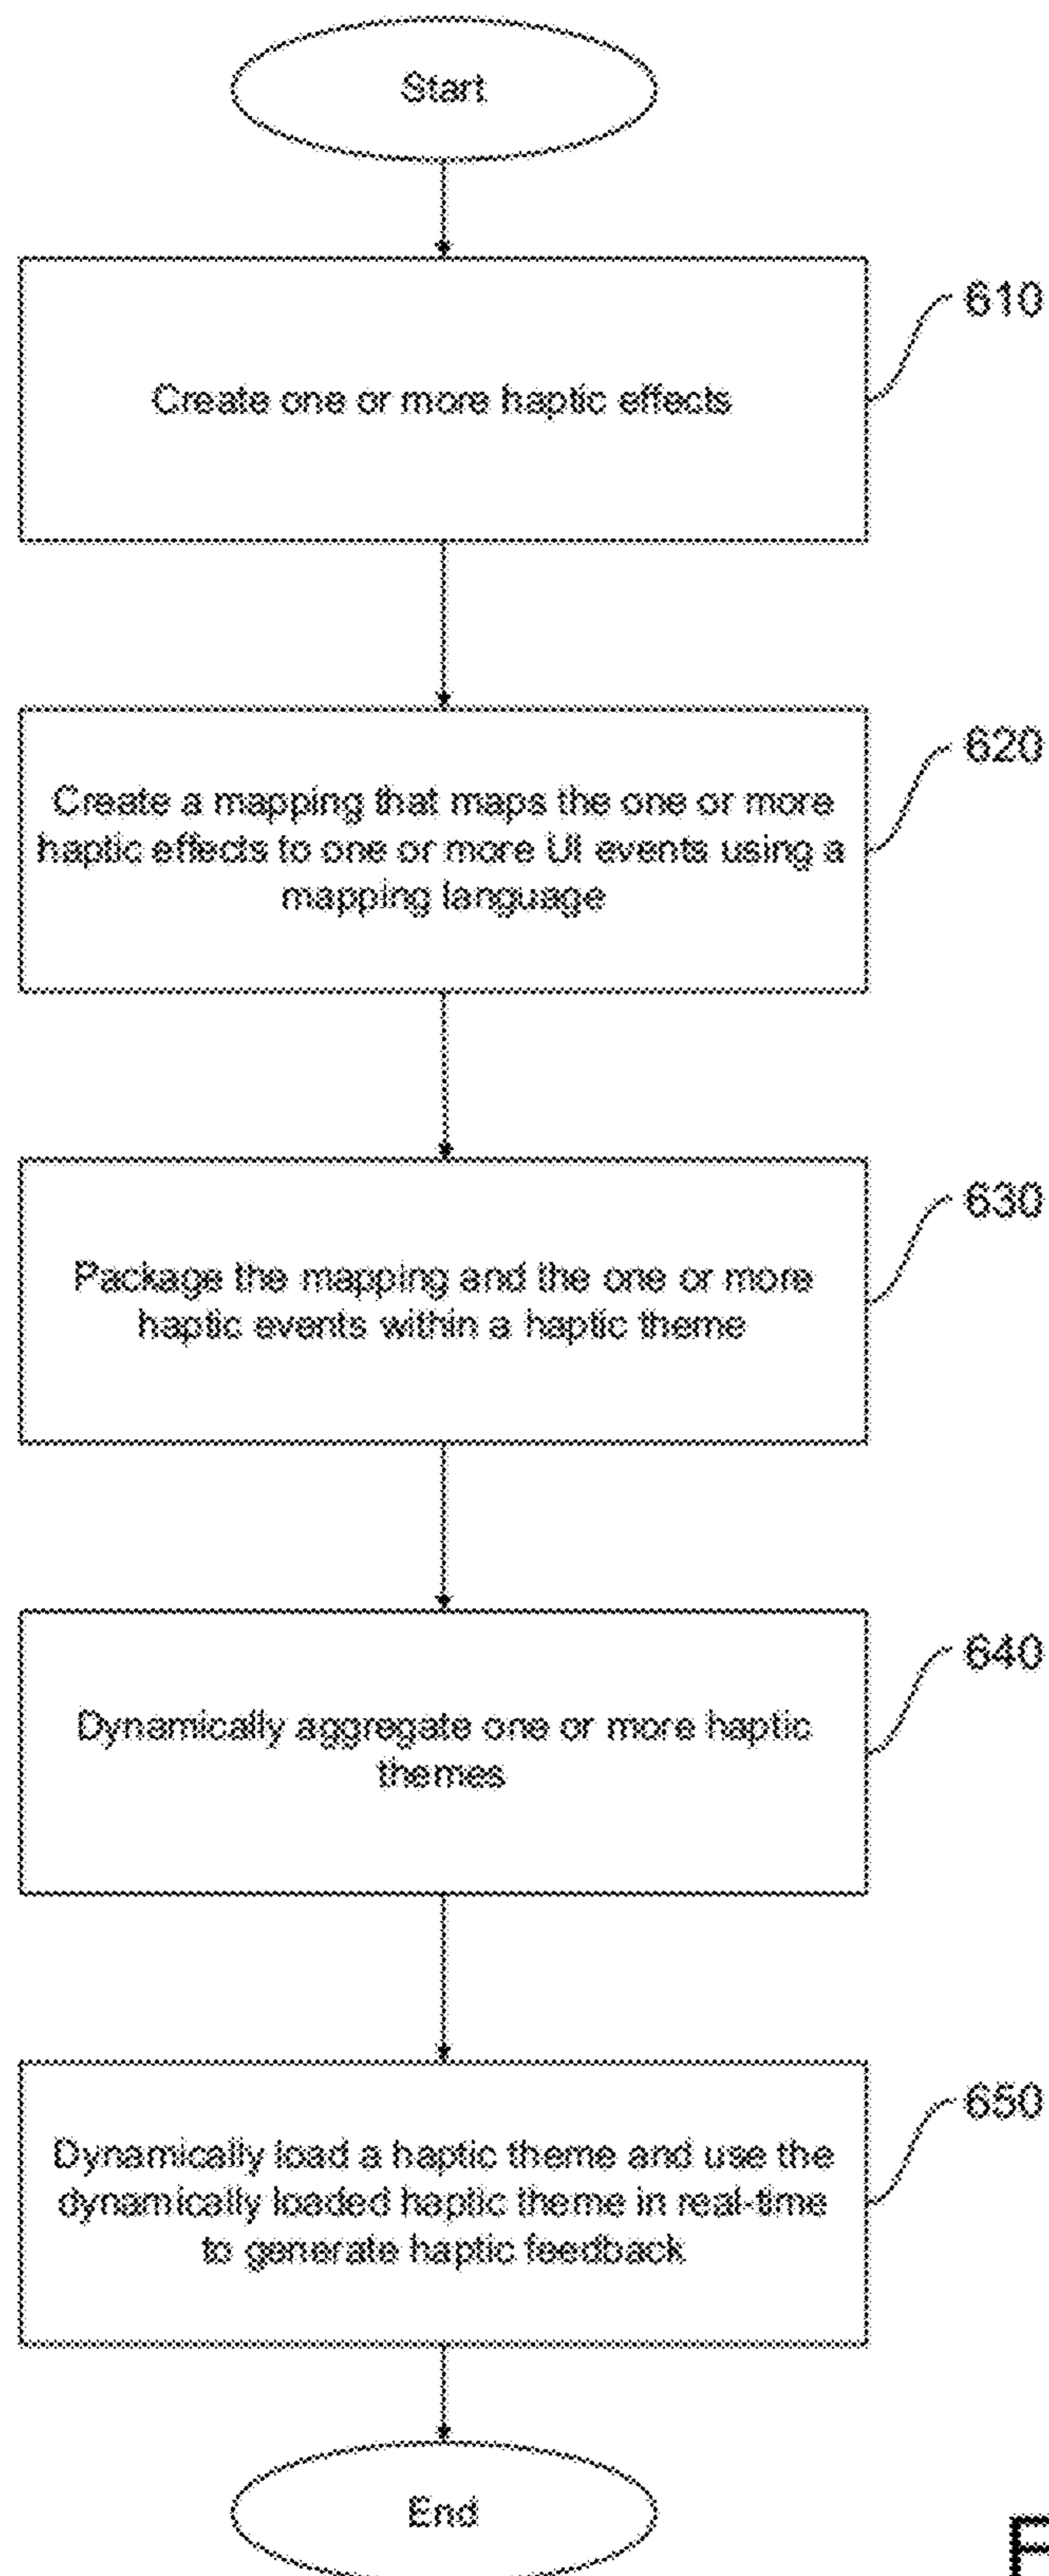 Start
610
Create one or more haptic effects
620
Create a mapping that maps the one or more
haptic effects to one or more UI events using a
mapping language
630
Package the mapping and the one or more
haptic events within a haptic theme
640
Dynamically aggregate one or more haptic
themes
650
Dynamically load a haptic theme and use the
dynamically loaded haptic theme in real-time
to generate haptic feedback
End